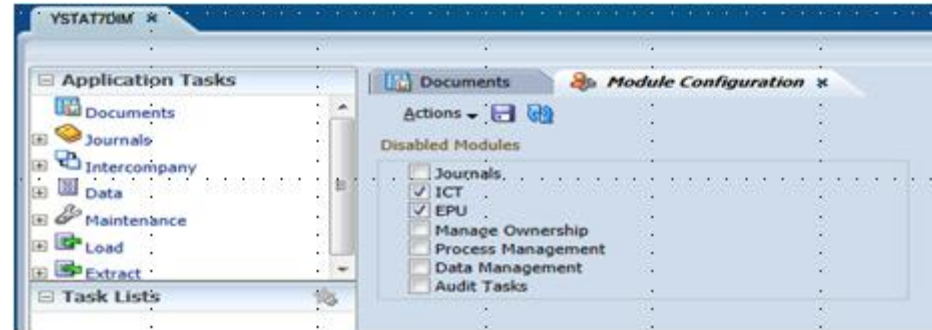 YSTAT7DIM
Application Tasks
Documents
Journals
Intercompany
Data
Maintenance
Load
Extract
Task Lists
Documents
Module Configuration
Actions
Disabled Modules
Journals
ICT
EPU
Manage Ownership
Process Management
Data Management
Audit Tasks